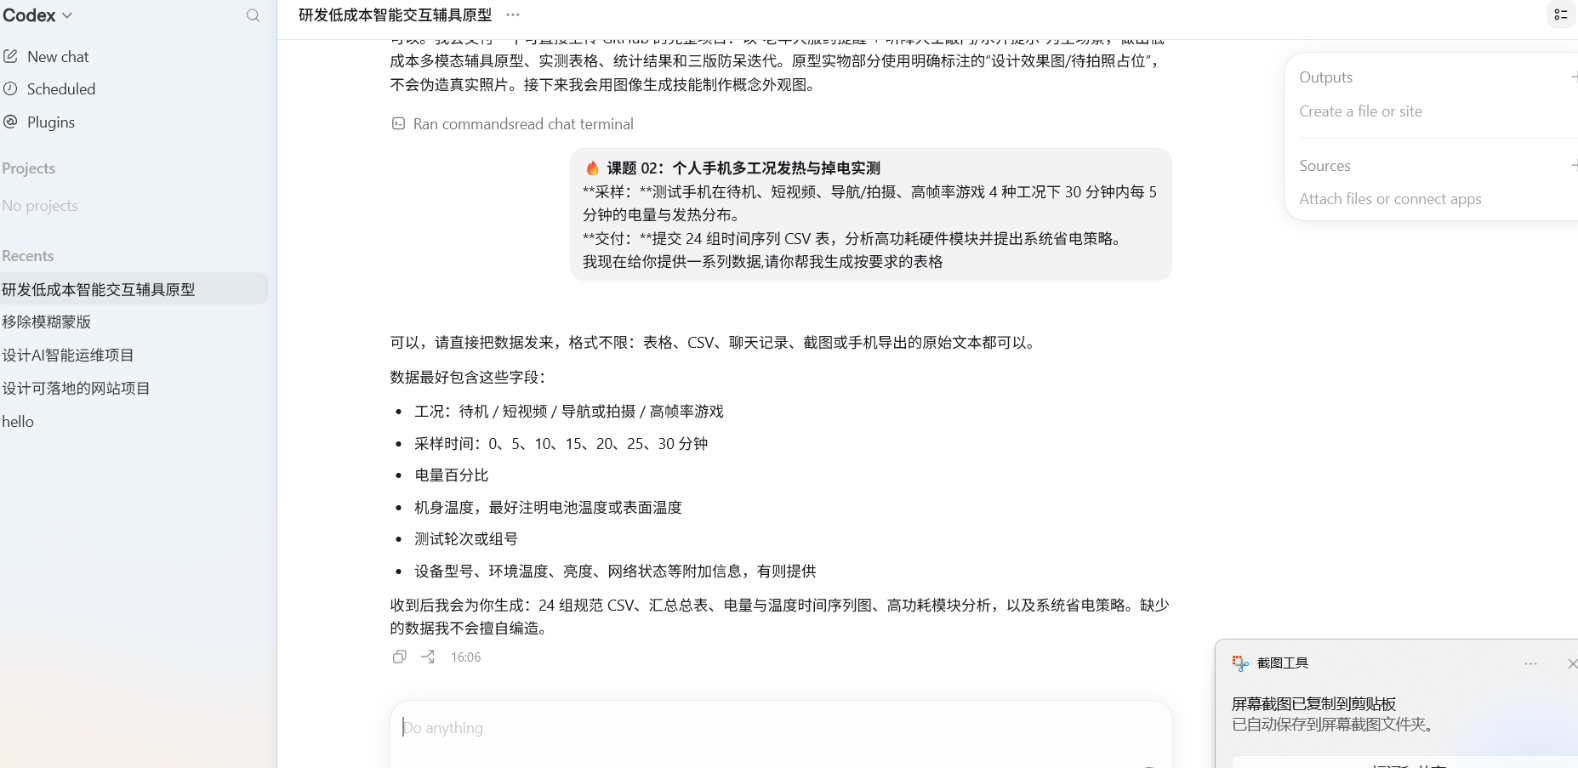 Codex
New chat
Scheduled
Plugins
Projects
No projects
Recents
研发低成本智能交互辅具原型
移除模糊蒙版
设计AI智能运维项目
设计可落地的网站项目
hello
研发低成本智能交互辅具原型 ···
成本多模态辅具原型、实测表格、统计结果和三版防呆迭代。原型实物部分使用明确标注的“设计效果图/待拍照占位”，
不会伪造真实照片。接下来我会用图像生成技能制作概念外观图。
Ran commandsread chat terminal
🔥 课题 02：个人手机多工况发热与掉电实测
**采样：**测试手机在待机、短视频、导航/拍摄、高帧率游戏 4 种工况下 30 分钟内每 5
分钟的电量与发热分布。
**交付：**提交 24 组时间序列 CSV 表，分析高功耗硬件模块并提出系统省电策略。
我现在给你提供一系列数据,请你帮我生成按要求的表格
可以，请直接把数据发来，格式不限：表格、CSV、聊天记录、截图或手机导出的原始文本都可以。
数据最好包含这些字段：
• 工况：待机 / 短视频 / 导航或拍摄 / 高帧率游戏
• 采样时间：0、5、10、15、20、25、30 分钟
• 电量百分比
• 机身温度，最好注明电池温度或表面温度
• 测试轮次或组号
• 设备型号、环境温度、亮度、网络状态等附加信息，有则提供
收到后我会为你生成：24 组规范 CSV、汇总总表、电量与温度时间序列图、高功耗模块分析，以及系统省电策略。缺少
的数据我不会擅自编造。
16:06
Do anything
Outputs
Create a file or site
Sources
Attach files or connect apps
截图工具
屏幕截图已复制到剪贴板
已自动保存到屏幕截图文件夹。